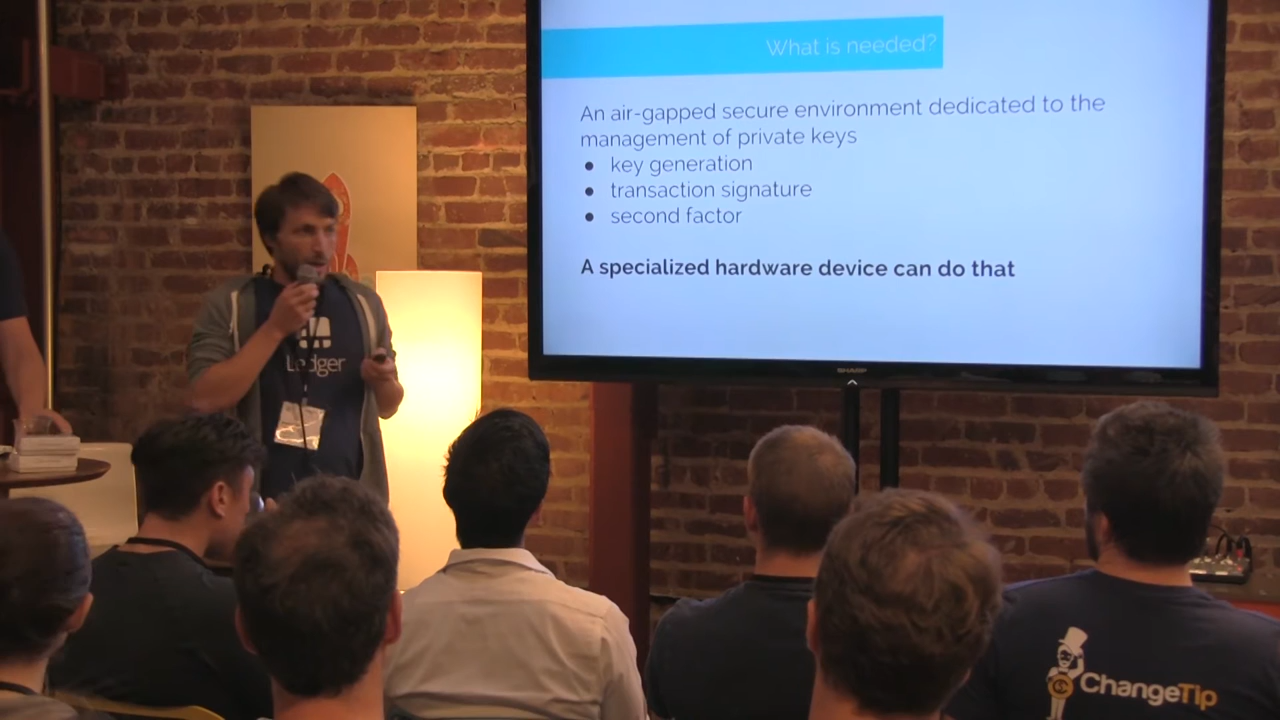 What is needed?
An air-gapped secure environment dedicated to the
management of private keys
● key generation
● transaction signature
● second factor
A specialized hardware device can do that
SHARP
Ledger
ChangeTip